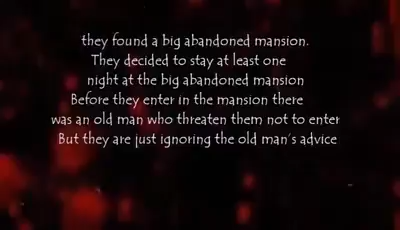 they found a big abandoned mansion.
They decided to stay at least one
night at the big abandoned mansion
Before they enter in the mansion there
was an old man who threaten them not to enter
But they are just ignoring the old man's advice